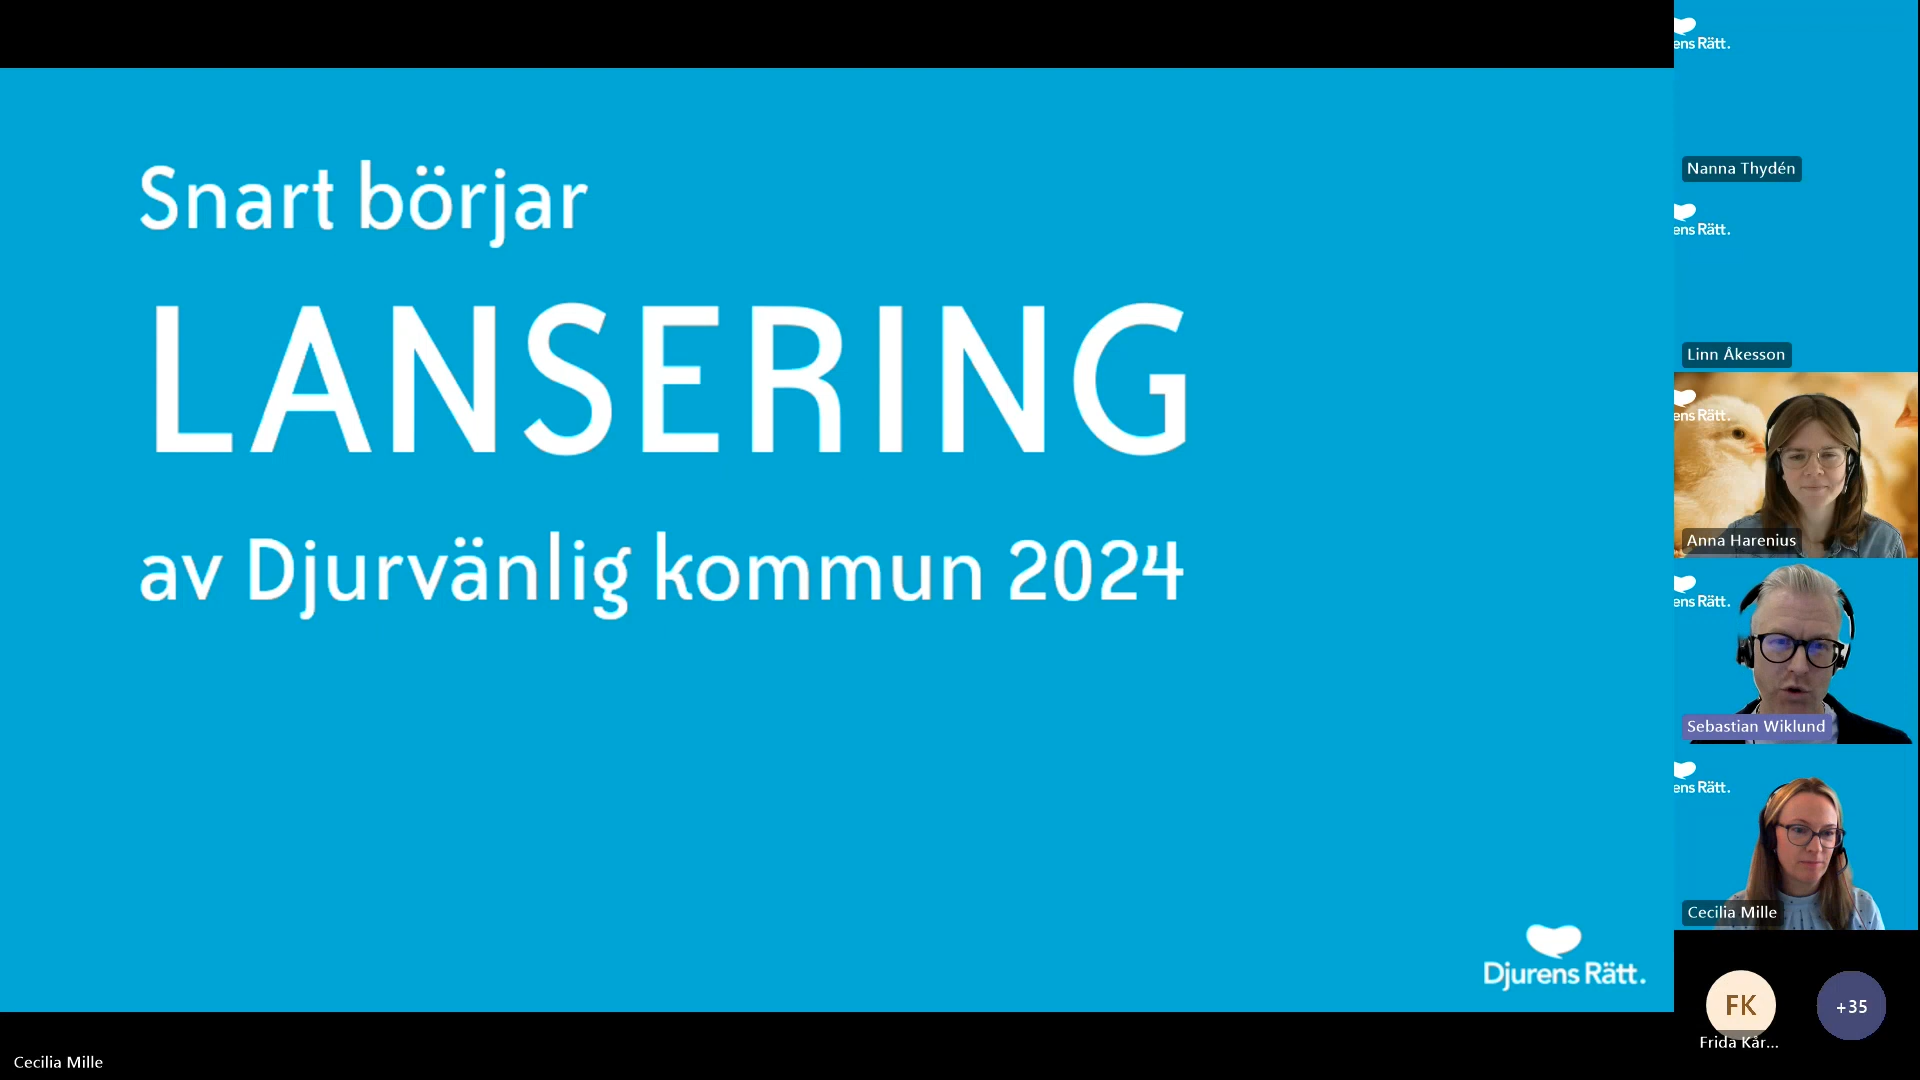 Snart börjar
LANSERING
av Djurvänlig kommun 2024
Djurens Rätt.
Cecilia Mille
ens Rätt.
Nanna Thydén
ens Rätt.
Linn Åkesson
ens Rätt.
Anna Harenius
ens Rätt.
Sebastian Wiklund
ens Rätt.
Cecilia Mille
FK
Frida Kår...
+35